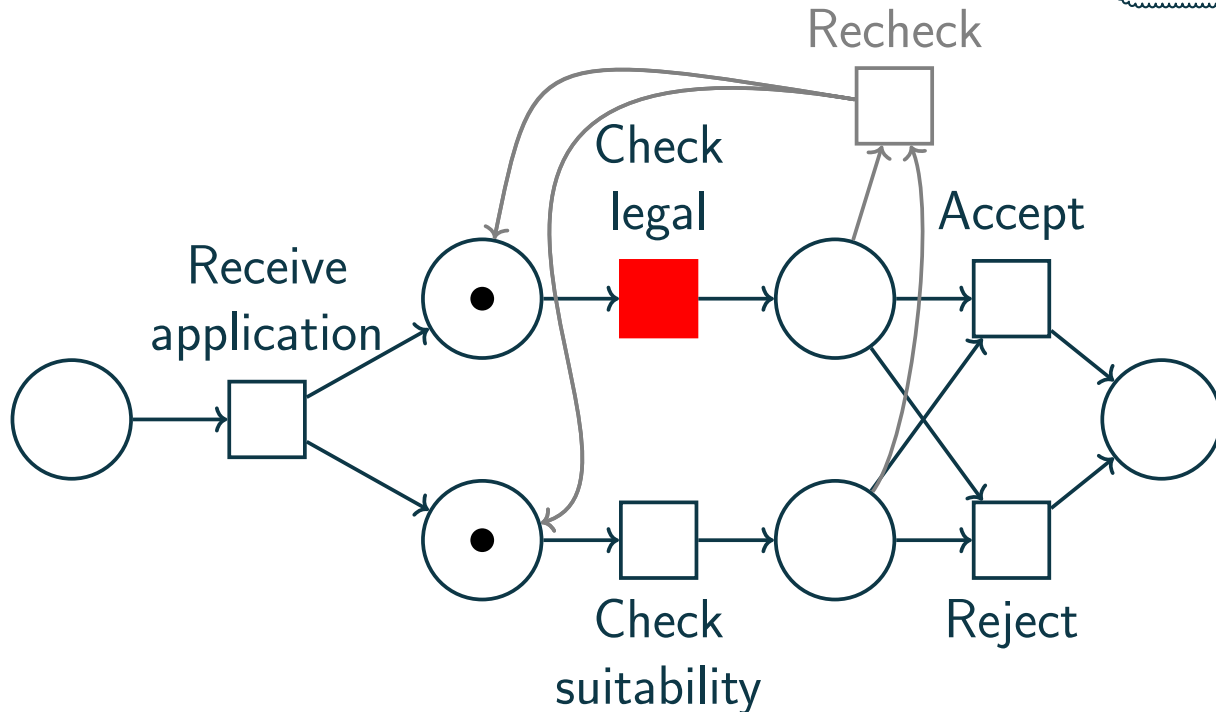 Recheck
Check
legal
Accept
Receive
application
Check
suitability
Reject